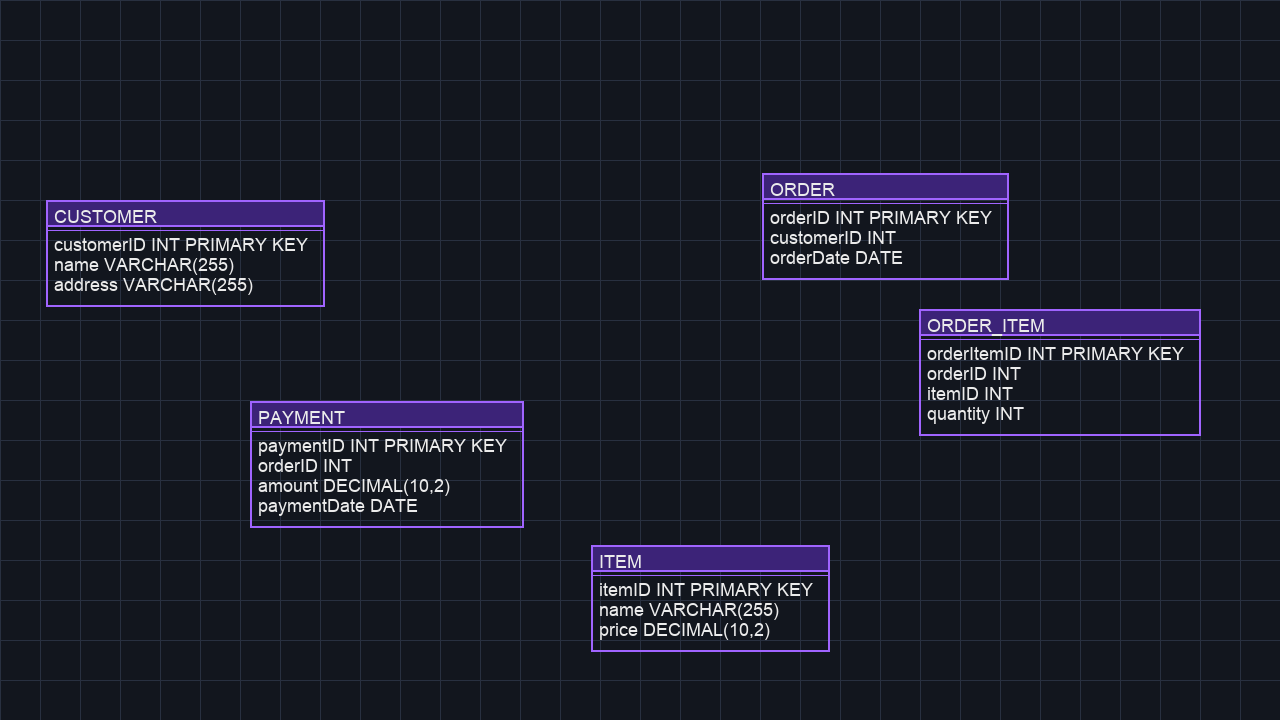 CUSTOMER
customerID INT PRIMARY KEY
name VARCHAR(255)
address VARCHAR(255)
ORDER
orderID INT PRIMARY KEY
customerID INT
orderDate DATE
ORDER_ITEM
orderItemID INT PRIMARY KEY
orderID INT
itemID INT
quantity INT
PAYMENT
paymentID INT PRIMARY KEY
orderID INT
amount DECIMAL(10,2)
paymentDate DATE
ITEM
itemID INT PRIMARY KEY
name VARCHAR(255)
price DECIMAL(10,2)